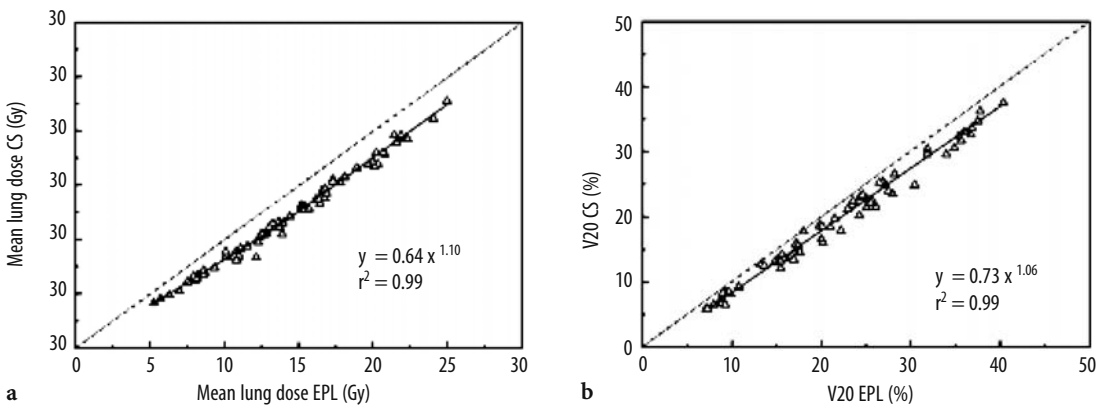 30
30
30
30
30
30
30
Mean lung dose CS (Gy)
0 5 10 15 20 25 30
Mean lung dose EPL (Gy)
y = 0.64 x 1.10
r2 = 0.99
a
50
40
30
20
10
0
V20 CS (%)
0 10 20 30 40 50
V20 EPL (%)
y = 0.73 x 1.06
r2 = 0.99
b